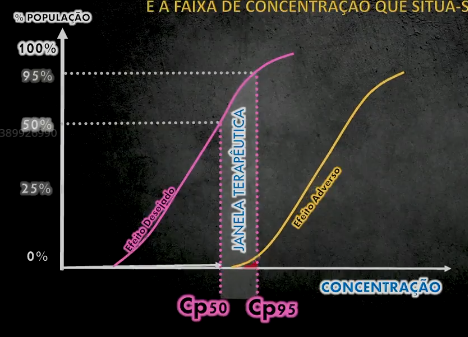 É A FAIXA DE CONCENTRAÇÃO QUE SITUA-S
% POPULAÇÃO
100%
95%
50%
389928990
25%
0%
Efeito Desejado
JANELA TERAPÊUTICA
Efeito Adverso
CONCENTRAÇÃO
Cp50 Cp95